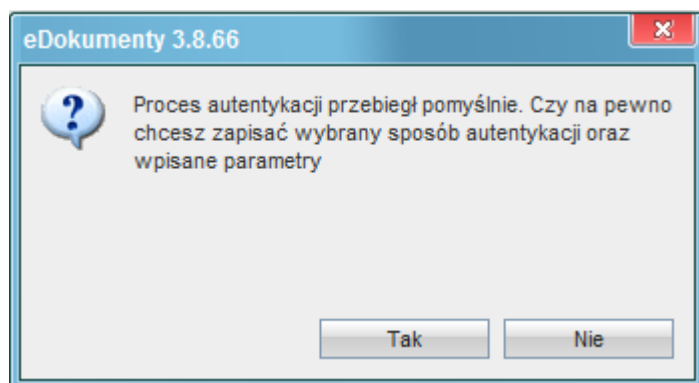 eDokumenty 3.8.66
Proces autentykacji przebiegł pomyślnie. Czy na pewno
chcesz zapisać wybrany sposób autentykacji oraz
wpisane parametry
Tak
Nie